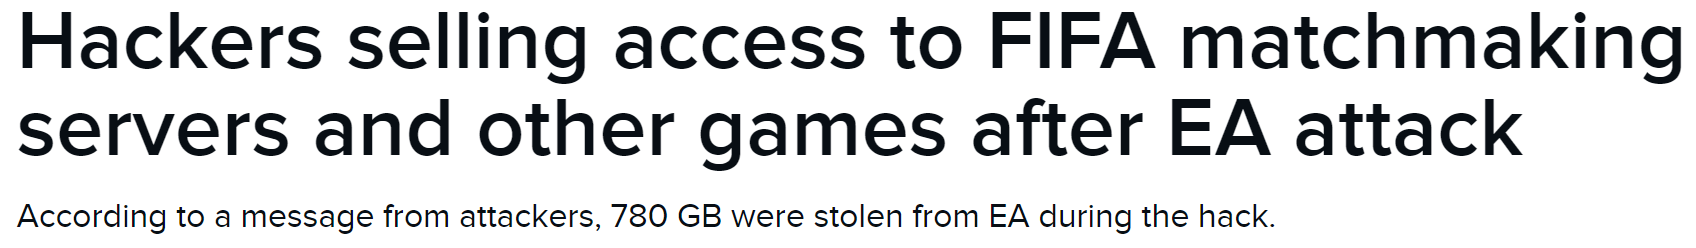 Hackers selling access to FIFA matchmaking
servers and other games after EA attack
According to a message from attackers, 780 GB were stolen from EA during the hack.